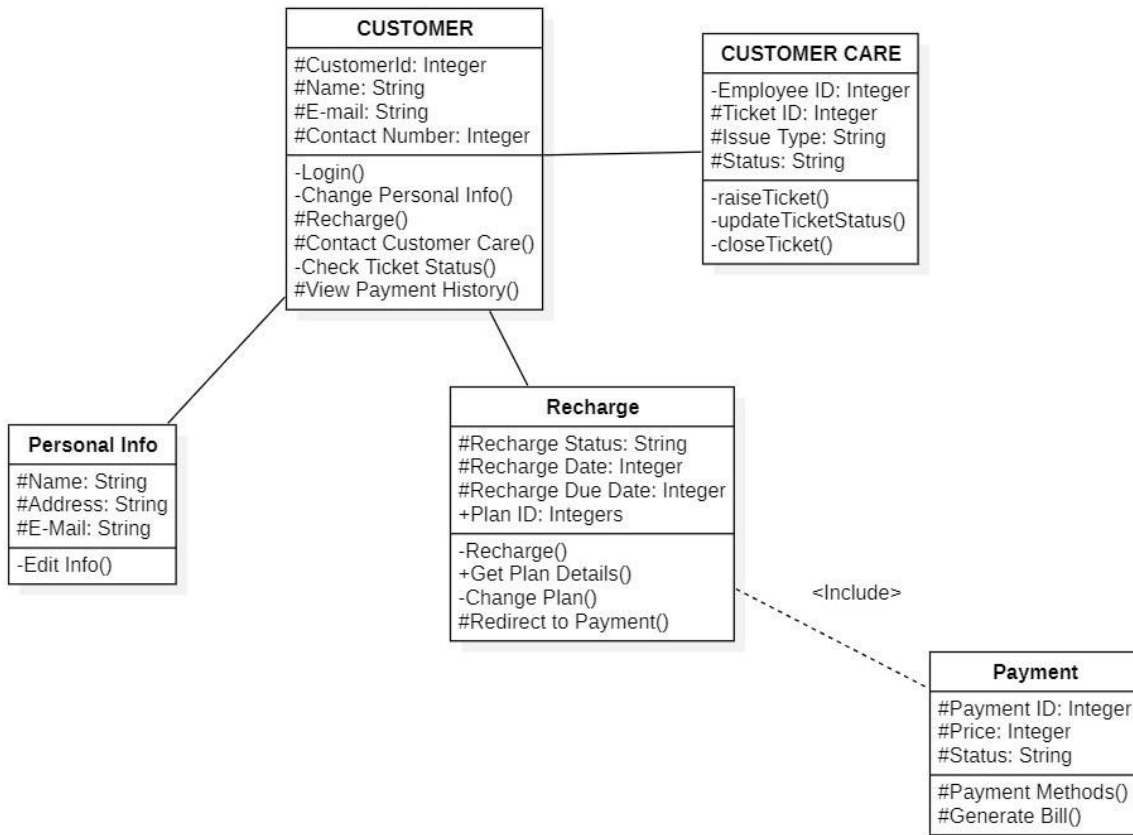 CUSTOMER
#CustomerId: Integer
#Name: String
#E-mail: String
#Contact Number: Integer
-Login()
-Change Personal Info()
#Recharge()
#Contact Customer Care()
-Check Ticket Status()
#View Payment History()
CUSTOMER CARE
-Employee ID: Integer
#Ticket ID: Integer
#Issue Type: String
#Status: String
-raiseTicket()
-updateTicketStatus()
-closeTicket()
Personal Info
#Name: String
#Address: String
#E-Mail: String
-Edit Info()
Recharge
#Recharge Status: String
#Recharge Date: Integer
#Recharge Due Date: Integer
+Plan ID: Integers
-Recharge()
+Get Plan Details()
-Change Plan()
#Redirect to Payment()
<Include>
Payment
#Payment ID: Integer
#Price: Integer
#Status: String
#Payment Methods()
#Generate Bill()